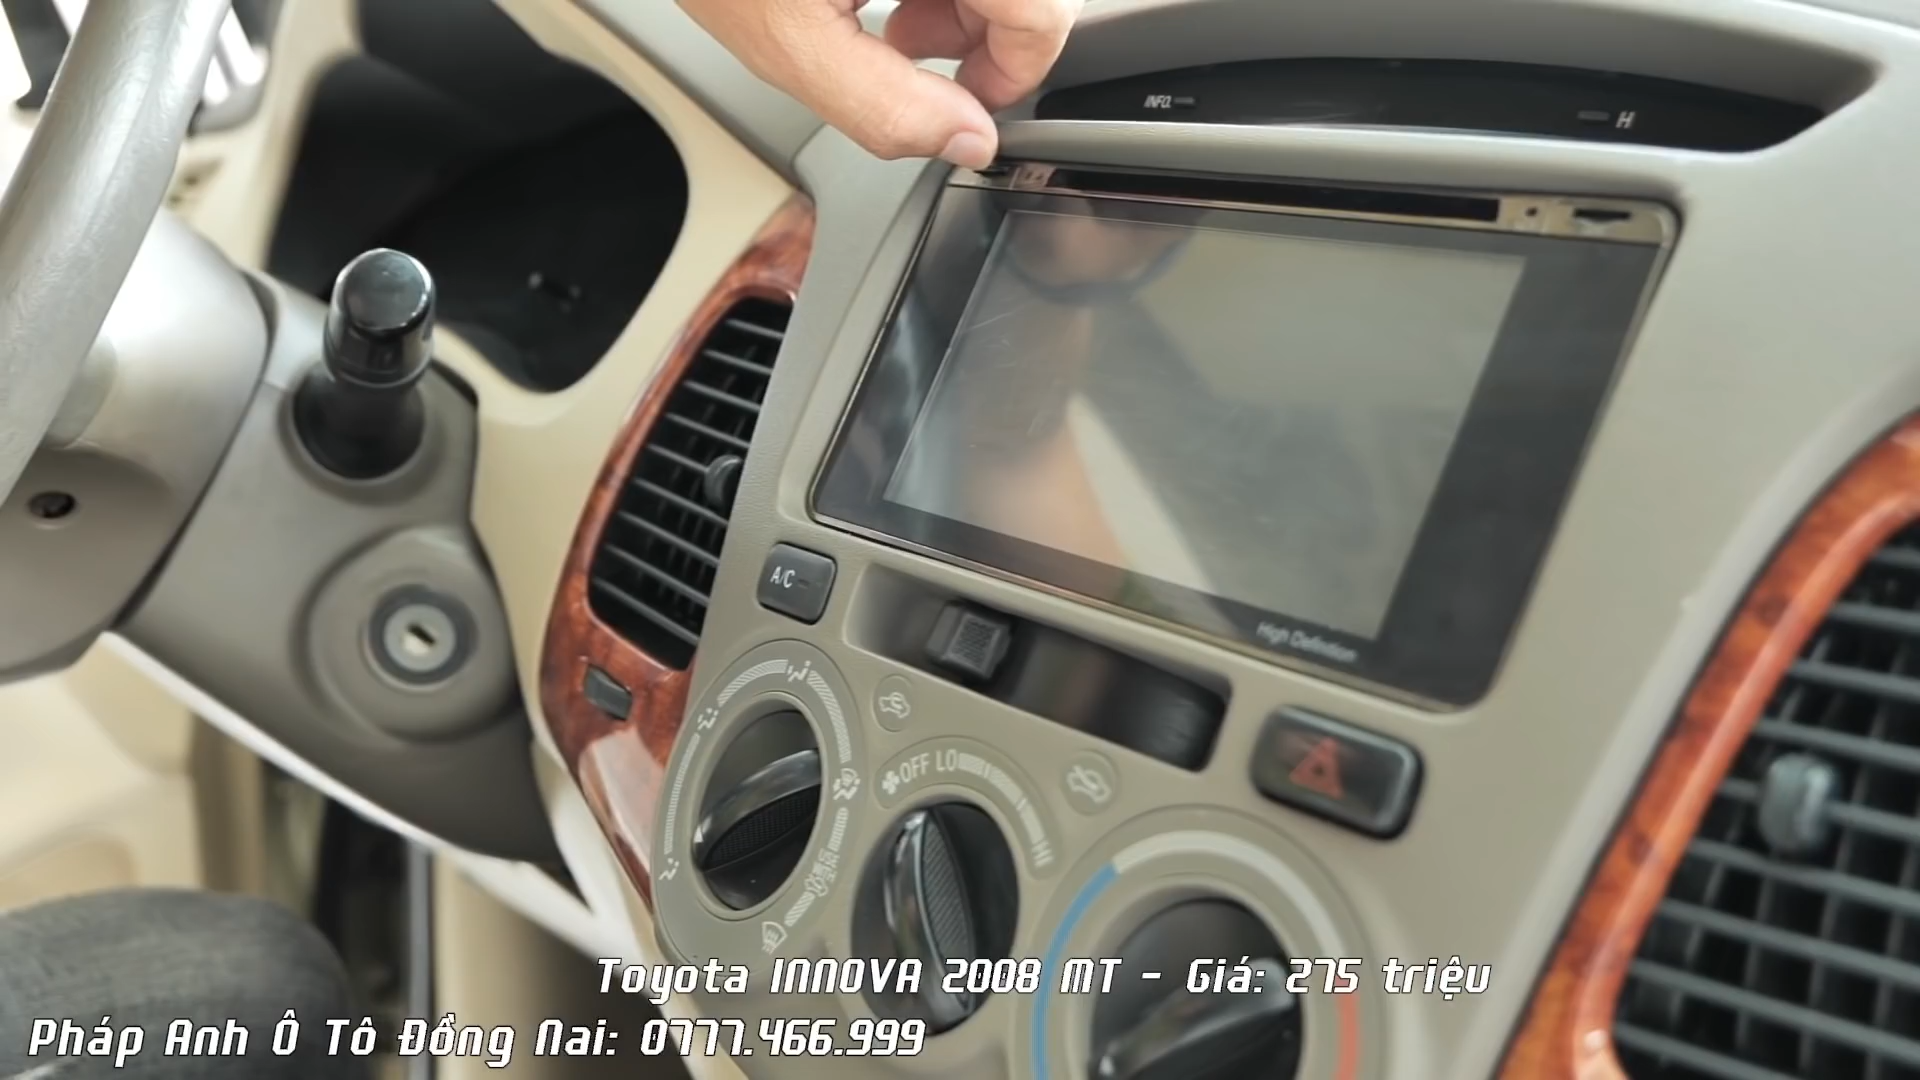 INFO.
H
High Definition
A/C
OFF LO
HI
Toyota INNOVA 2008 MT - Giá: 275 triệu
Pháp Anh Ô Tô Đồng Nai: 0777.466.999